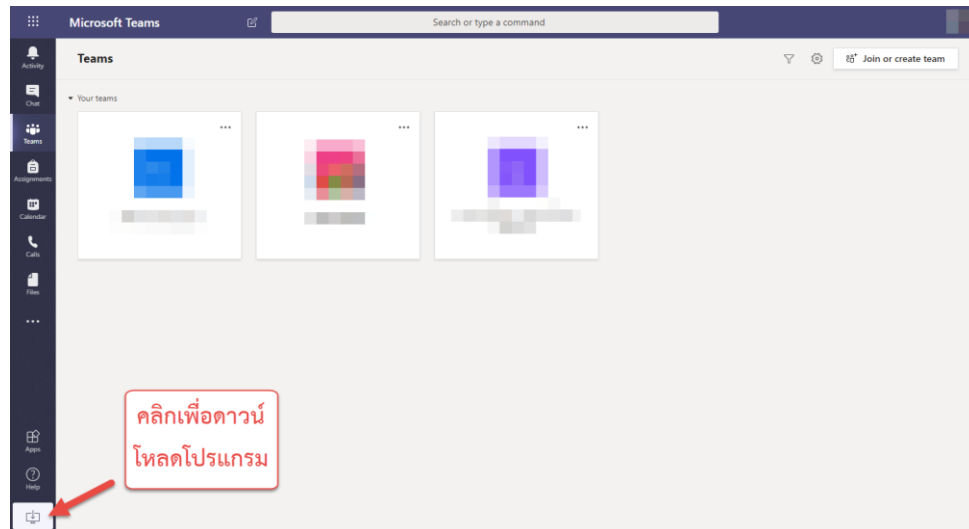 Microsoft Teams
Search or type a command
Activity
Chat
Teams
Assignments
Calendar
Calls
Files
Apps
Help
Teams
Join or create team
Your teams
คลิกเพื่อดาวน์
โหลดโปรแกรม